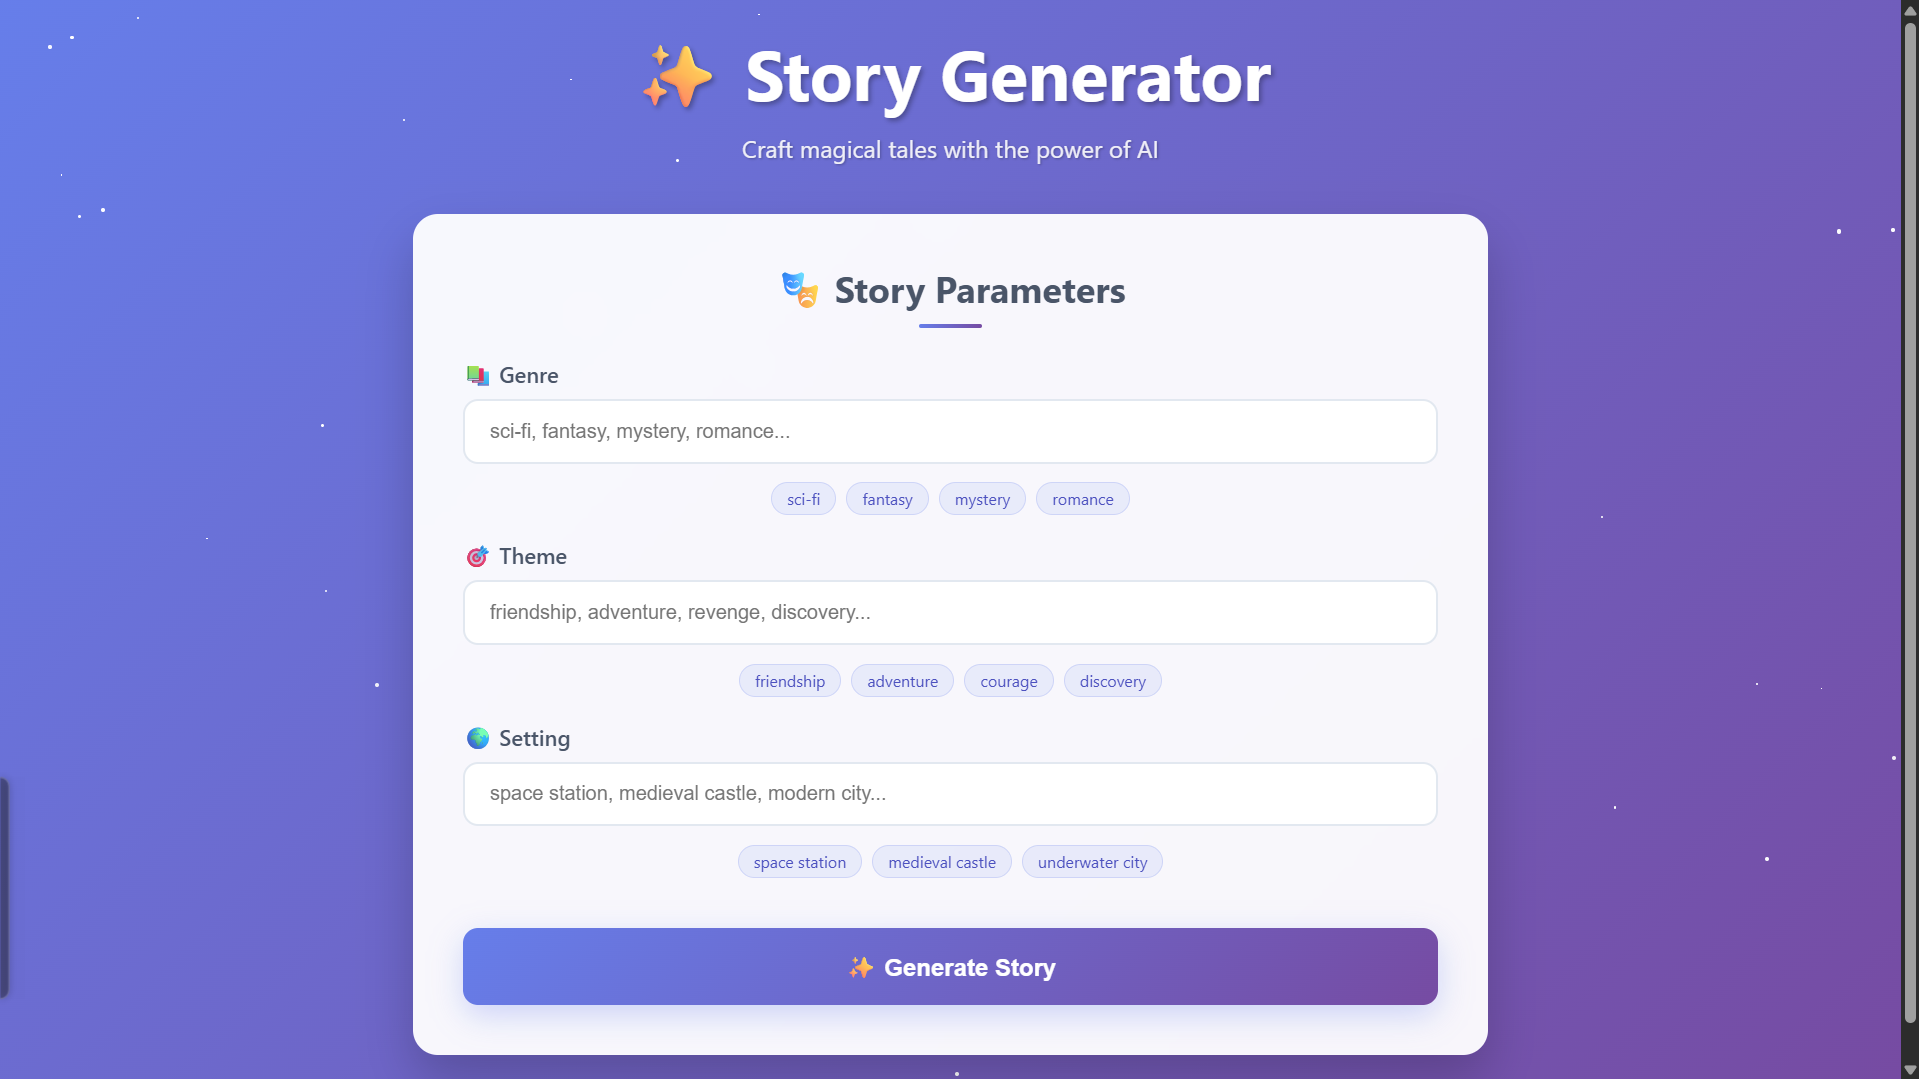 Story Generator
Craft magical tales with the power of AI
Story Parameters
Genre
sci-fi, fantasy, mystery, romance...
sci-fi fantasy mystery romance
Theme
friendship, adventure, revenge, discovery...
friendship adventure courage discovery
Setting
space station, medieval castle, modern city...
space station medieval castle underwater city
Generate Story